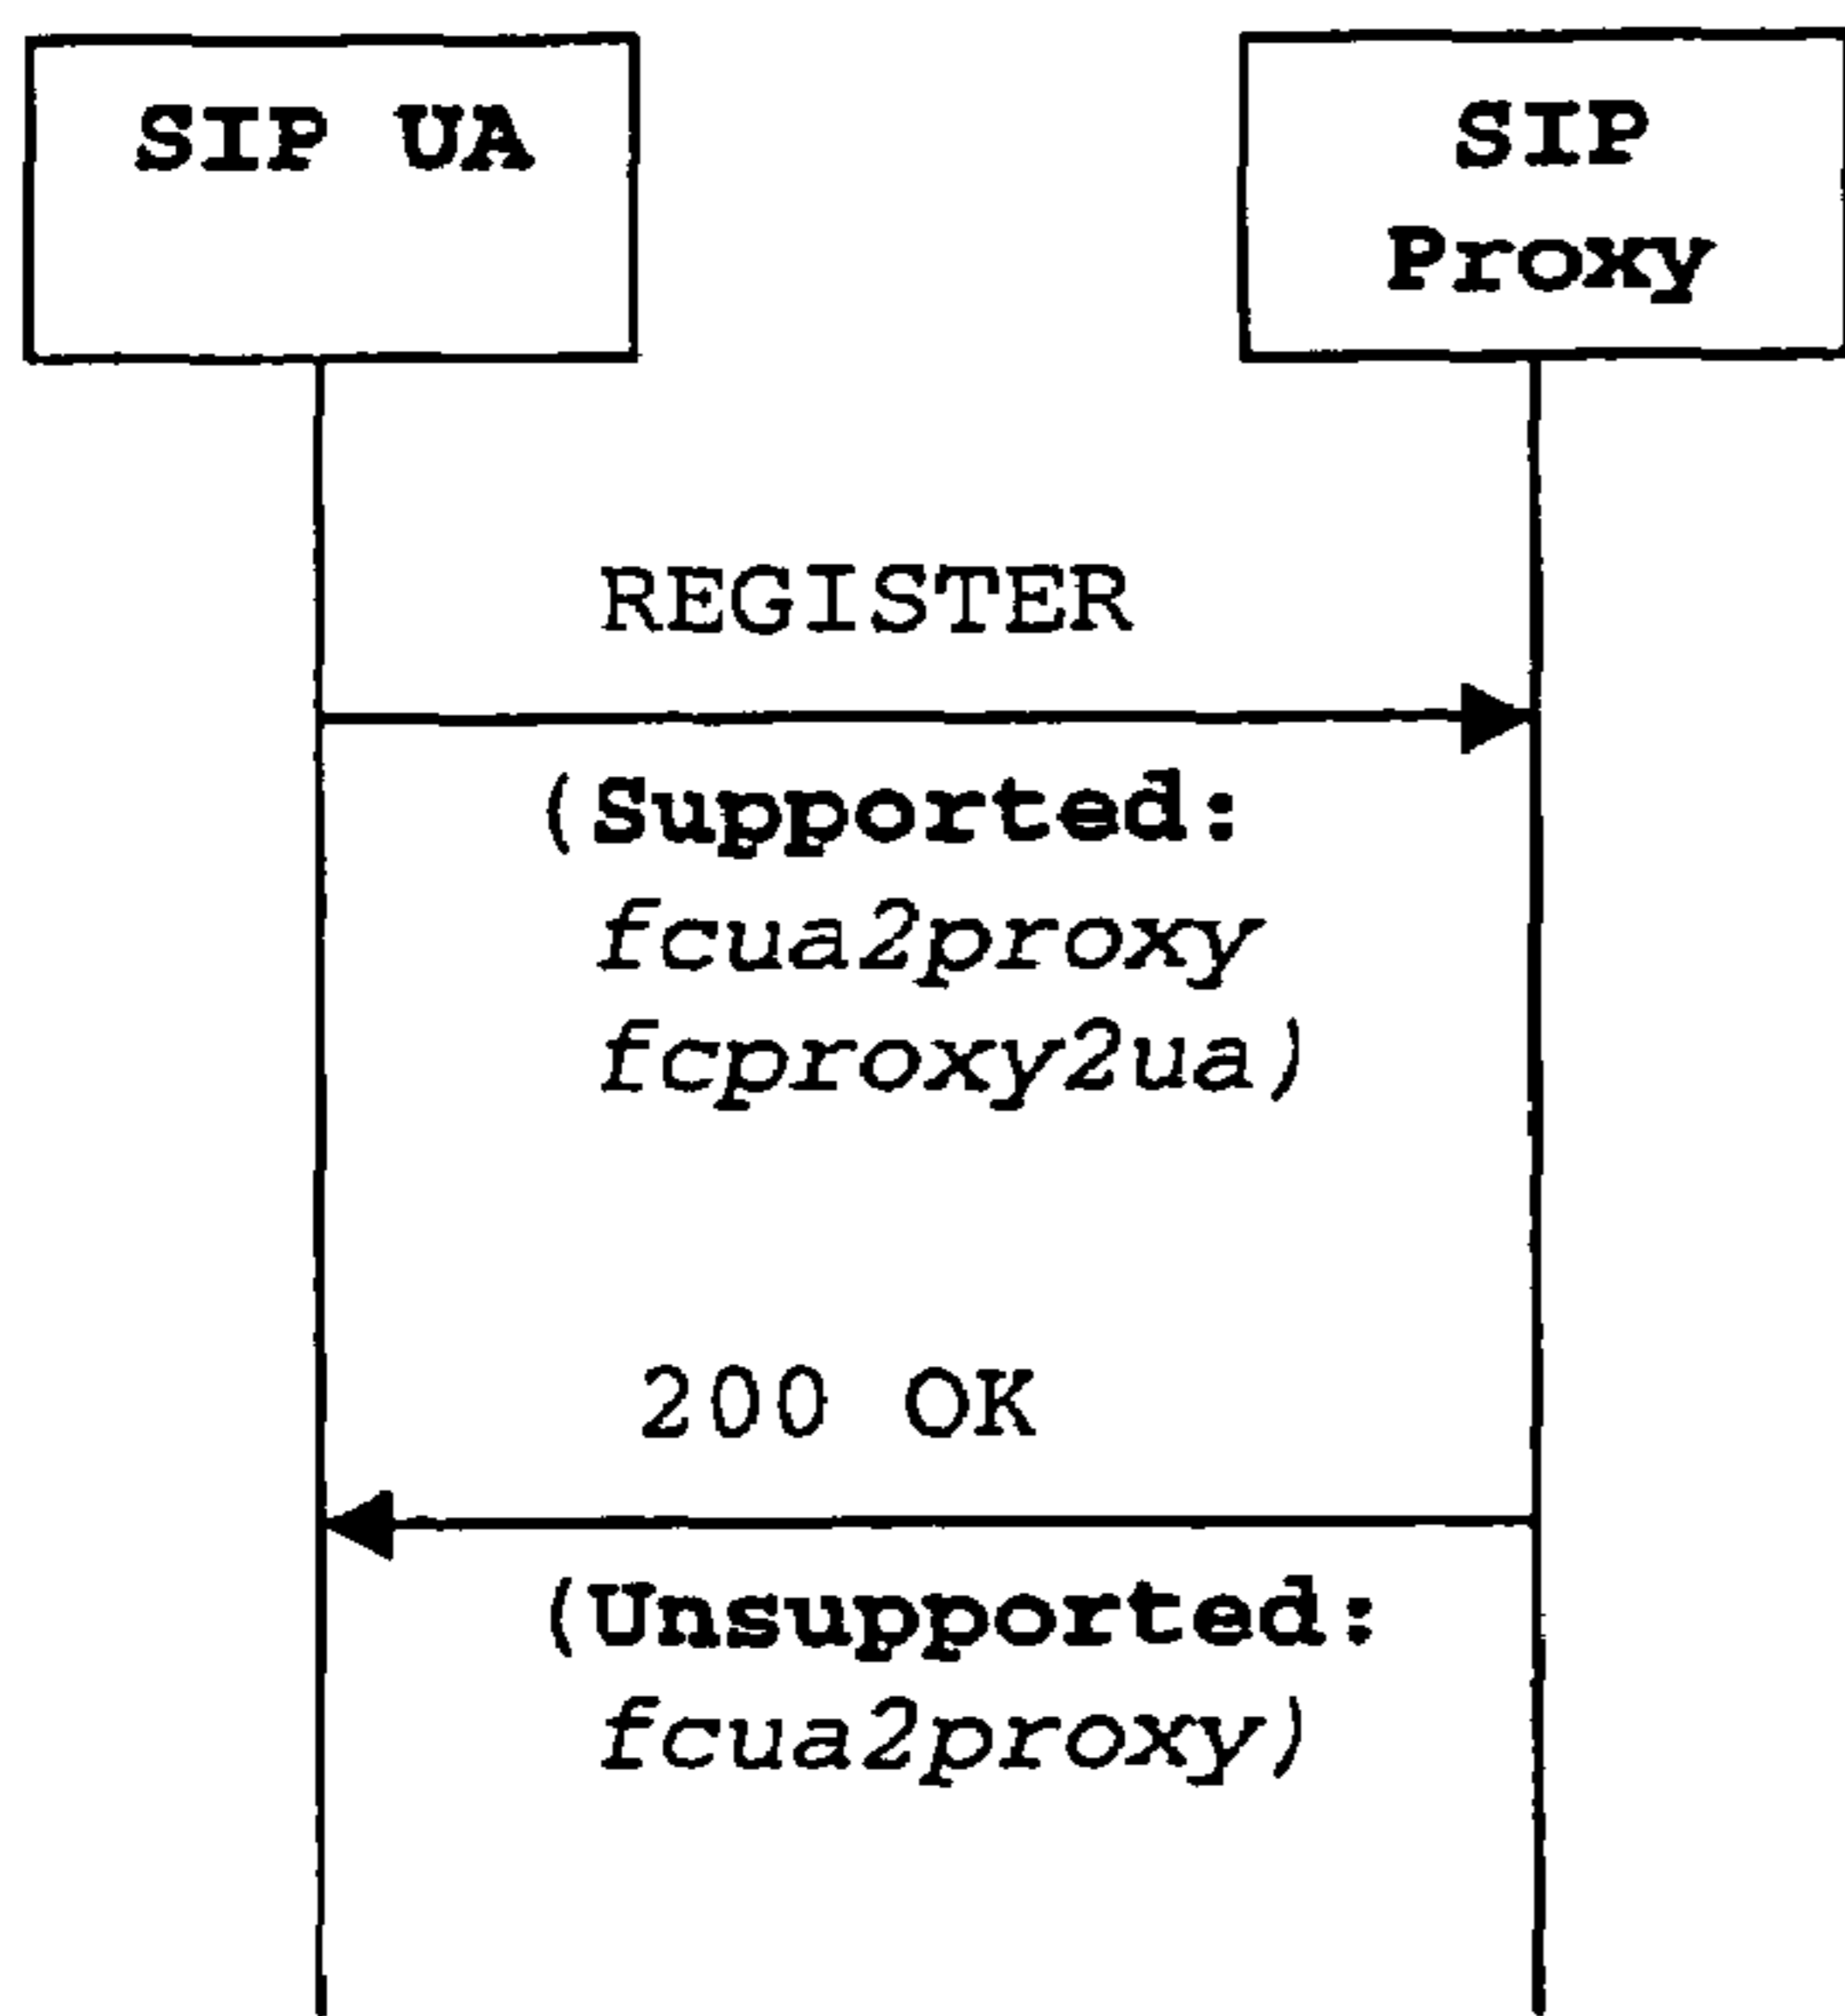 SIP UA
SIP
Proxy
REGISTER
(Supported:
fcua2proxy
fcproxy2ua)
200 OK
(Unsupported:
fcua2proxy)